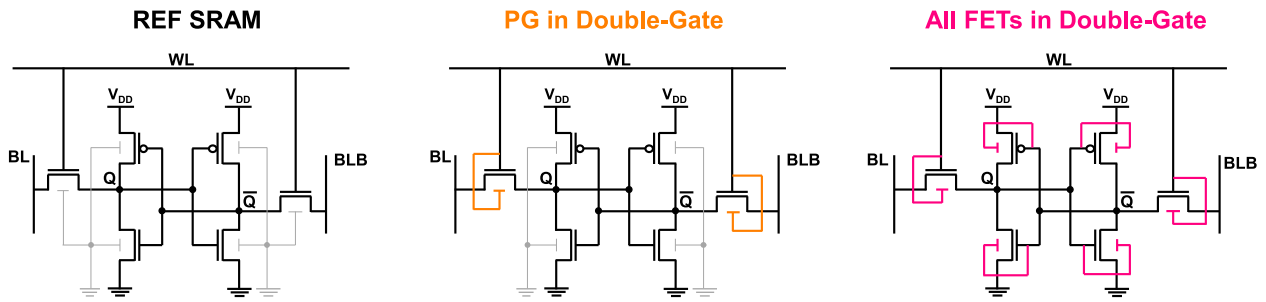 REF SRAM
WL
VDD VDD
BL
BLB
Q
Q̅
PG in Double-Gate
WL
VDD VDD
BL
BLB
Q
Q̅
All FETs in Double-Gate
WL
VDD VDD
BL
BLB
Q
Q̅